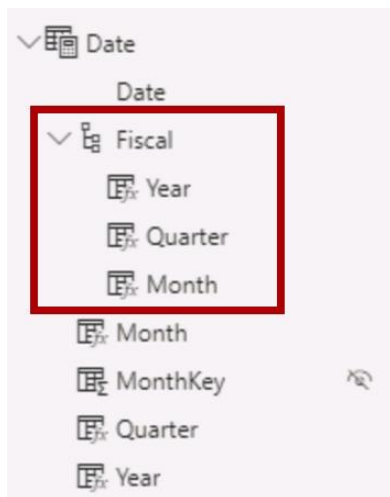 Date
Date
Fiscal
Year
Quarter
Month
Month
MonthKey
Quarter
Year